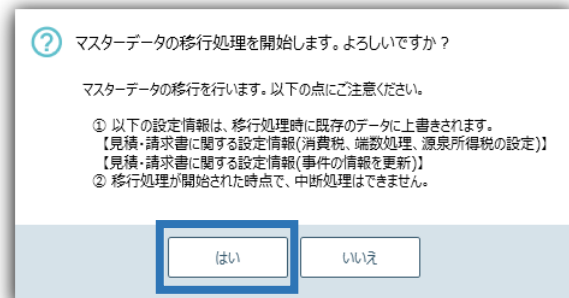 マスターデータの移行処理を開始します。よろしいですか？
マスターデータの移行を行います。以下の点にご注意ください。
① 以下の設定情報は、移行処理時に既存のデータに上書きされます。
【見積・請求書に関する設定情報(消費税、端数処理、源泉所得税の設定)】
【見積・請求書に関する設定情報(事件の情報を更新)】
② 移行処理が開始された時点で、中断処理はできません。
はい
いいえ